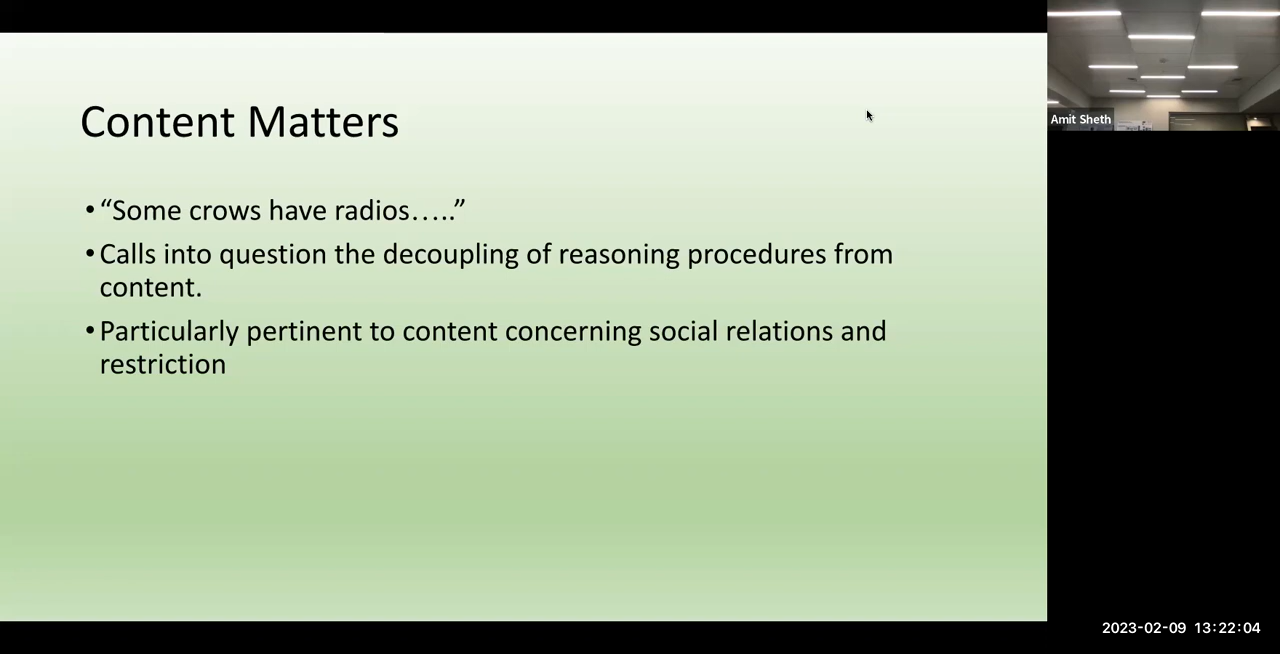 Content Matters
•“Some crows have radios…..”
•Calls into question the decoupling of reasoning procedures from
content.
•Particularly pertinent to content concerning social relations and
restriction
Amit Sheth
2023-02-09 13:22:04